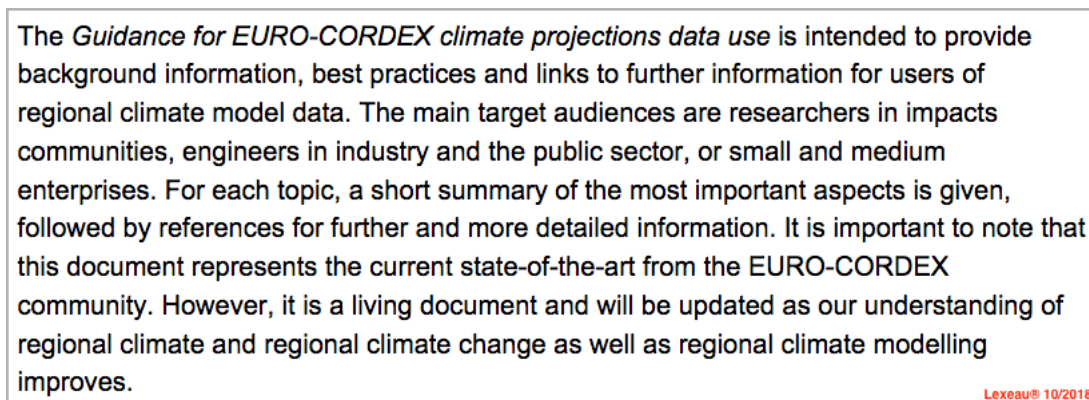 The Guidance for EURO-CORDEX climate projections data use is intended to provide
background information, best practices and links to further information for users of
regional climate model data. The main target audiences are researchers in impacts
communities, engineers in industry and the public sector, or small and medium
enterprises. For each topic, a short summary of the most important aspects is given,
followed by references for further and more detailed information. It is important to note that
this document represents the current state-of-the-art from the EURO-CORDEX
community. However, it is a living document and will be updated as our understanding of
regional climate and regional climate change as well as regional climate modelling
improves.
Lexeau® 10/2018